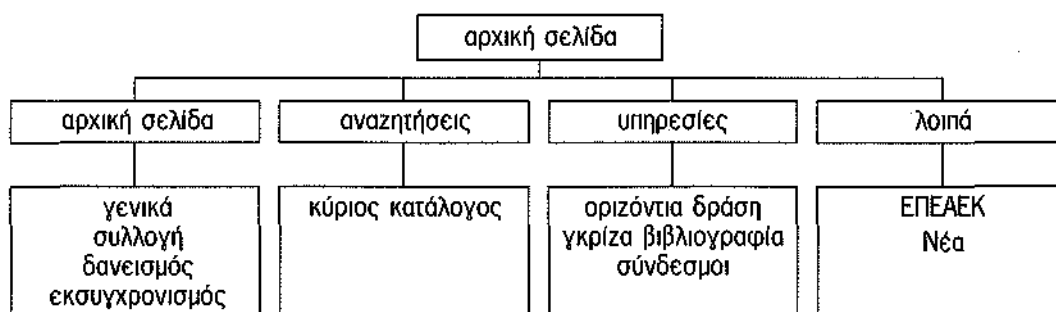 αρχική σελίδα
αρχική σελίδα
αναζητήσεις
υπηρεσίες
λοιπά
γενικά
συλλογή
δανεισμός
εκσυγχρονισμός
κύριος κατάλογος
οριζόντια δράση
γκρίζα βιβλιογραφία
σύνδεσμοι
ΕΠΕΑΕΚ
Νέα